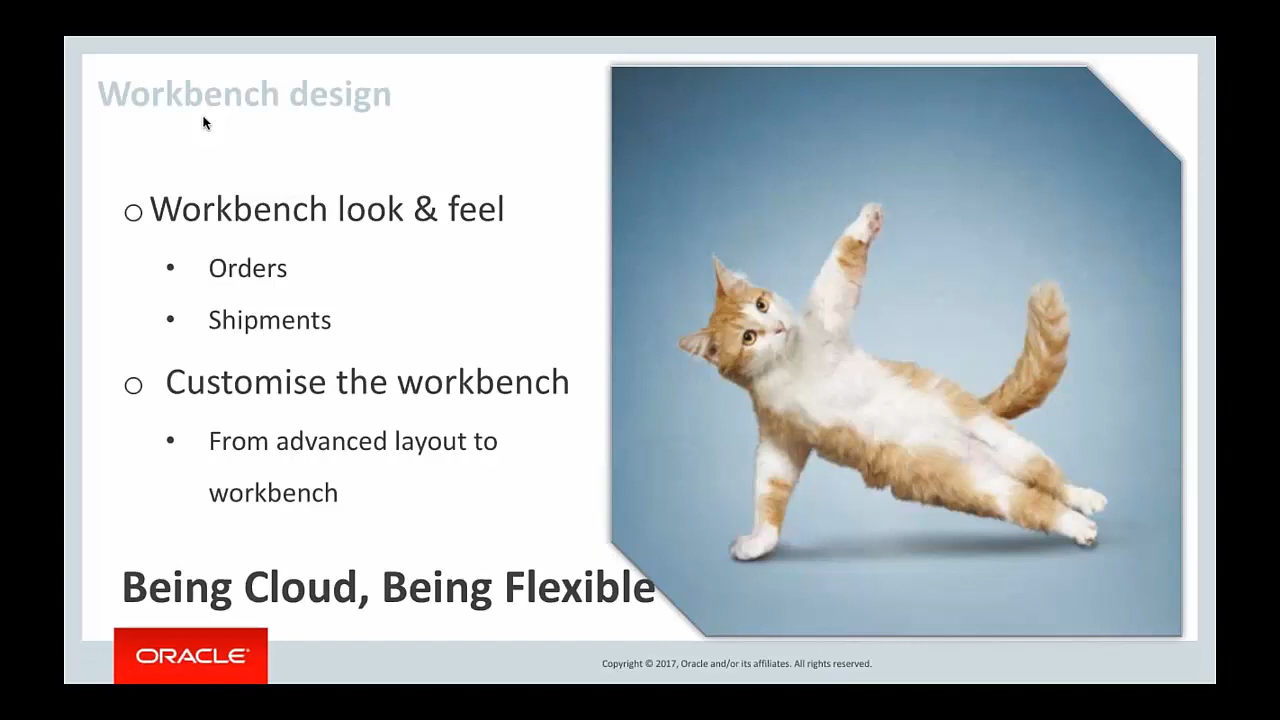 Workbench design
o Workbench look & feel
• Orders
• Shipments
o Customise the workbench
• From advanced layout to
workbench
Being Cloud, Being Flexible
ORACLE®
Copyright © 2017, Oracle and/or its affiliates. All rights reserved.